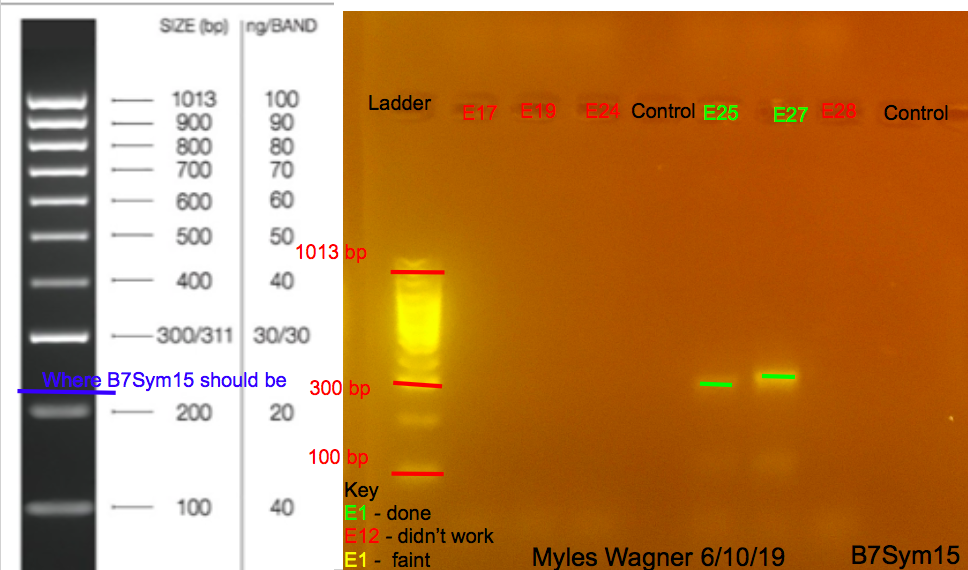 SIZE (bp) ng/BAND
1013 100
900 90
800 80
700 70
600 60
500 50
400 40
300/311 30/30
Where B7Sym15 should be
200 20
100 40
Ladder E17 E19 E24 Control E25 E27 E28 Control
1013 bp
300 bp
100 bp
Key
E1 - done
E12 - didn't work
E1 - faint
Myles Wagner 6/10/19 B7Sym15